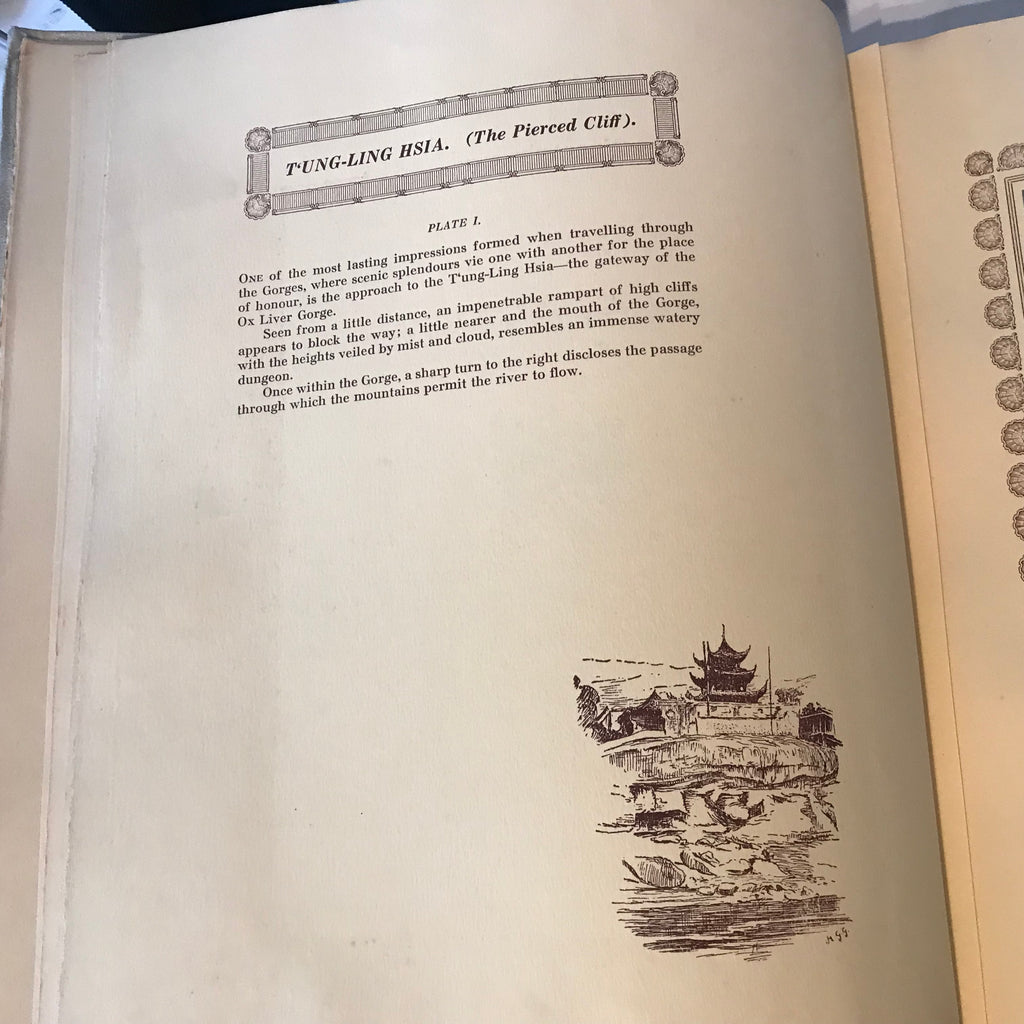 T‘UNG-LING HSIA. (The Pierced Cliff).
PLATE I.
ONE of the most lasting impressions formed when travelling through
the Gorges, where scenic splendours vie one with another for the place
of honour, is the approach to the T‘ung-Ling Hsia—the gateway of the
Ox Liver Gorge.
Seen from a little distance, an impenetrable rampart of high cliffs
appears to block the way; a little nearer and the mouth of the Gorge,
with the heights veiled by mist and cloud, resembles an immense watery
dungeon.
Once within the Gorge, a sharp turn to the right discloses the passage
through which the mountains permit the river to flow.